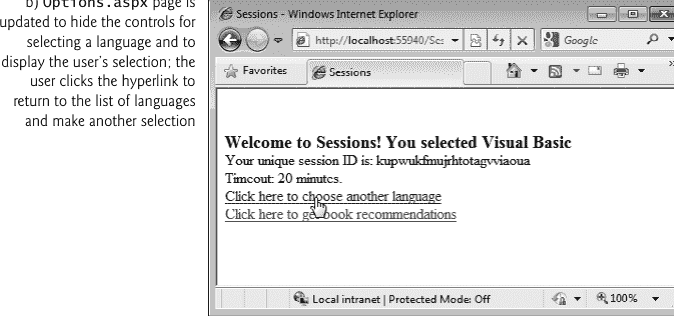 b) Options.aspx page is
updated to hide the controls for
selecting a language and to
display the user's selection; the
user clicks the hyperlink to
return to the list of languages
and make another selection
Sessions - Windows Internet Explorer
http://localhost:55940/Ses
Google
Favorites
Sessions
Welcome to Sessions! You selected Visual Basic
Your unique session ID is: kupwukfmujrhtotagvviaoua
Timeout: 20 minutes.
Click here to choose another language
Click here to get book recommendations
Local intranet | Protected Mode: Off
100%